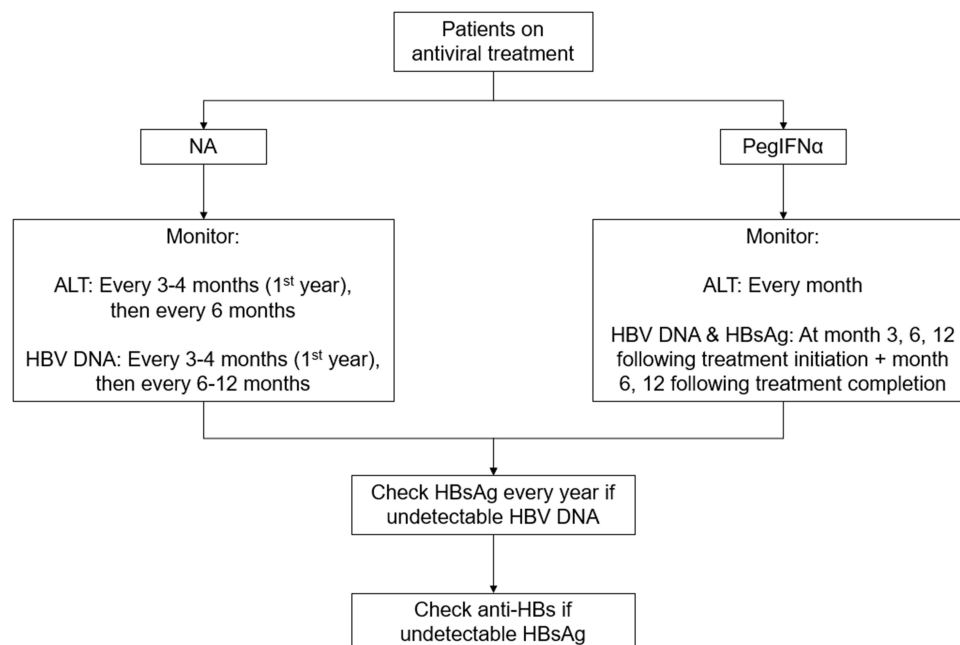 Patients on
antiviral treatment
NA
PegIFNα
Monitor:
ALT: Every 3-4 months (1st year),
then every 6 months
HBV DNA: Every 3-4 months (1st year),
then every 6-12 months
Monitor:
ALT: Every month
HBV DNA & HBsAg: At month 3, 6, 12
following treatment initiation + month
6, 12 following treatment completion
Check HBsAg every year if
undetectable HBV DNA
Check anti-HBs if
undetectable HBsAg